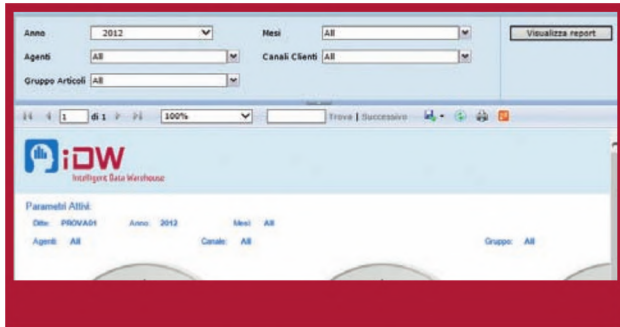 Anno 2012 Mesi All Visualizza report
Agenti All Canali Clienti All
Gruppo Articoli All
1 di 1 100% Trova | Successivo
iDW
Intelligent Data Warehouse
Parametri Attivi:
Ditte: PROVA01 Anno: 2012 Mesi: All
Agenti: All Canale: All Gruppo: All